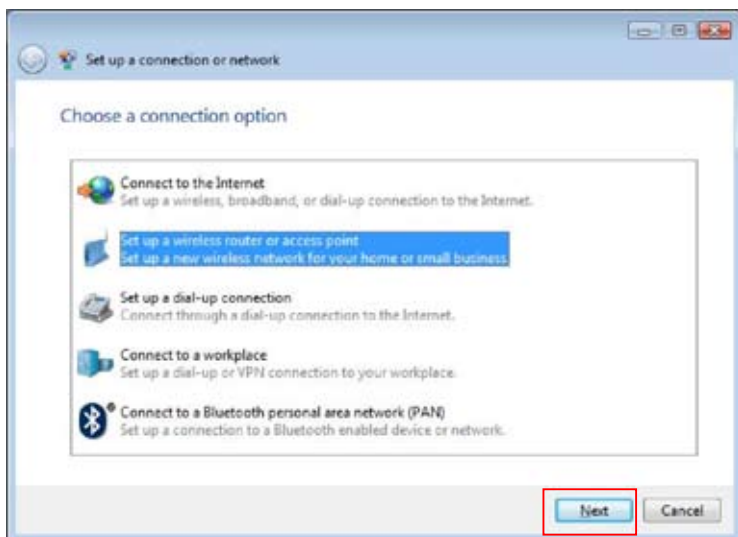 Set up a connection or network
Choose a connection option
Connect to the Internet
Set up a wireless, broadband, or dial-up connection to the Internet.
Set up a wireless router or access point
Set up a new wireless network for your home or small business.
Set up a dial-up connection
Connect through a dial-up connection to the Internet.
Connect to a workplace
Set up a dial-up or VPN connection to your workplace.
Connect to a Bluetooth personal area network (PAN)
Set up a connection to a Bluetooth enabled device or network.
Next Cancel